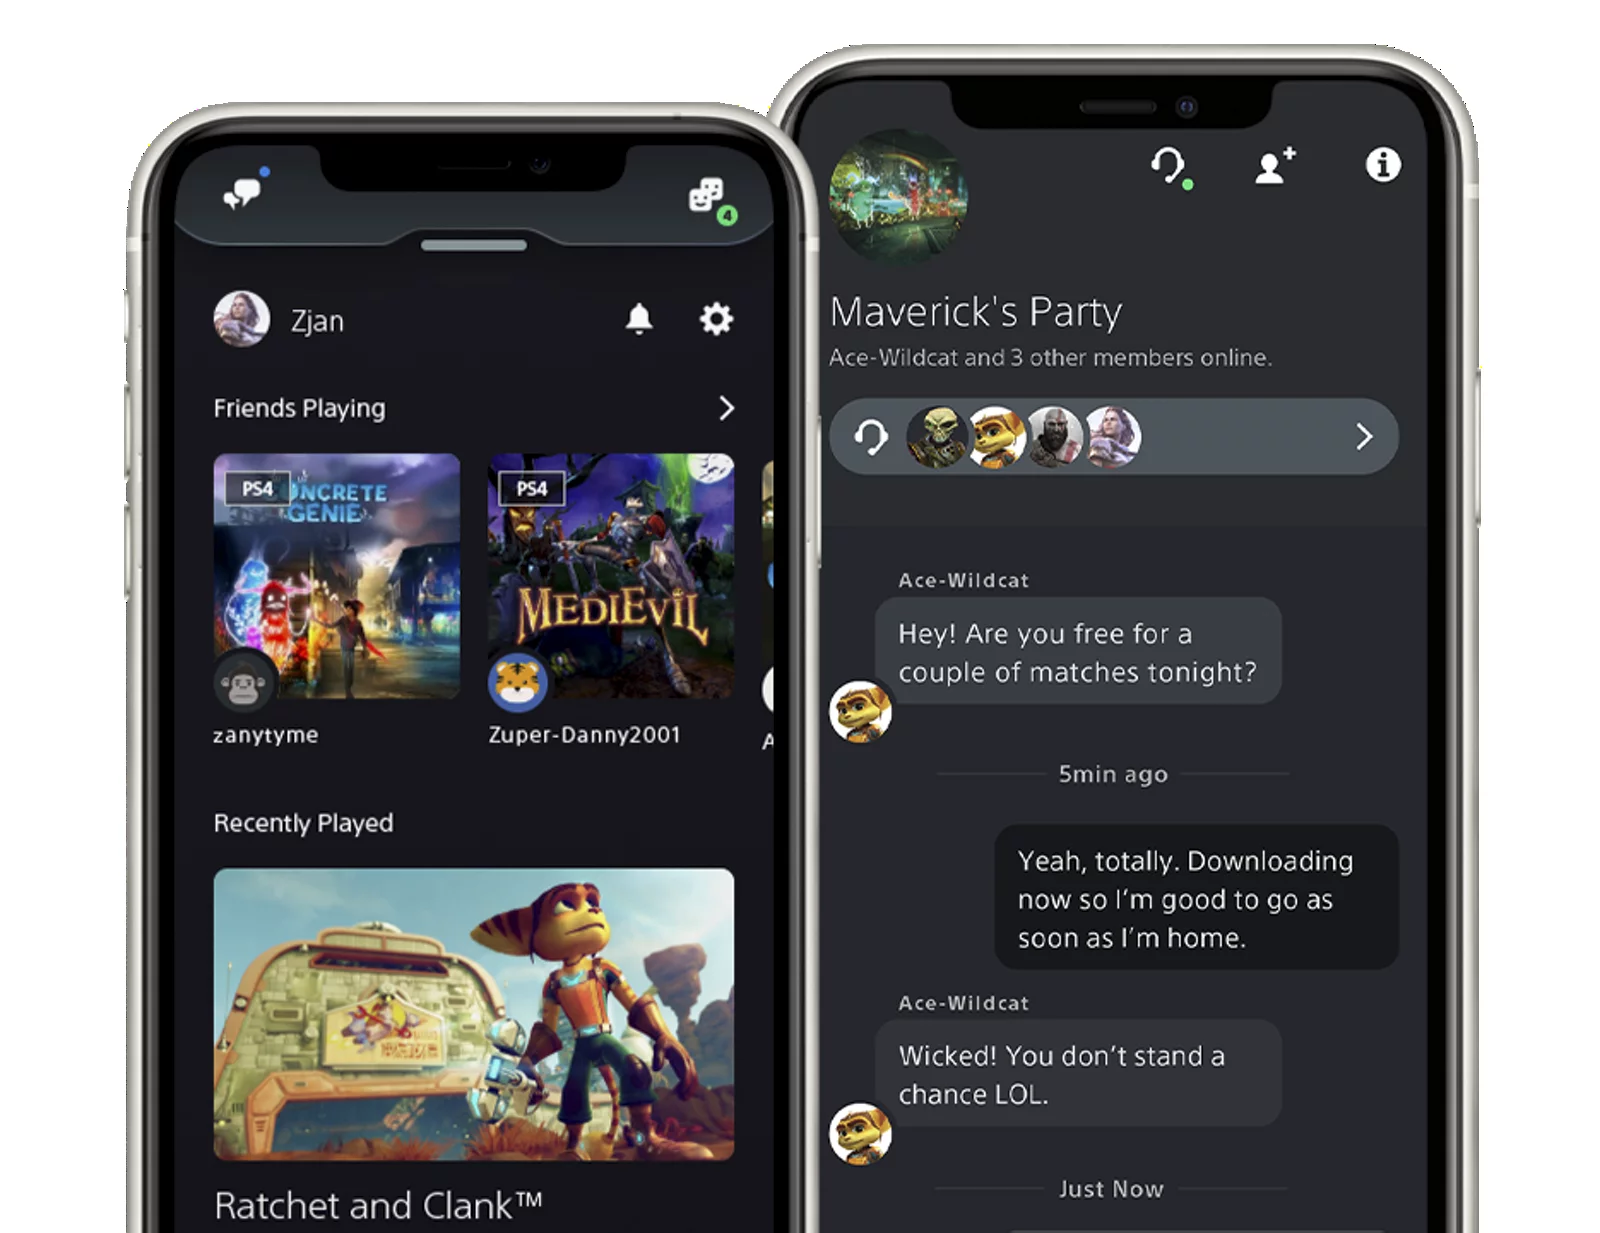 4
Zjan
Friends Playing
PS4
ONCRETE
GENIE
PS4
MEDIEVIL
zanytyme
Zuper-Danny2001
A
Recently Played
Ratchet and Clank™
Maverick's Party
Ace-Wildcat and 3 other members online.
Ace-Wildcat
Hey! Are you free for a
couple of matches tonight?
5min ago
Yeah, totally. Downloading
now so I'm good to go as
soon as I'm home.
Ace-Wildcat
Wicked! You don't stand a
chance LOL.
Just Now